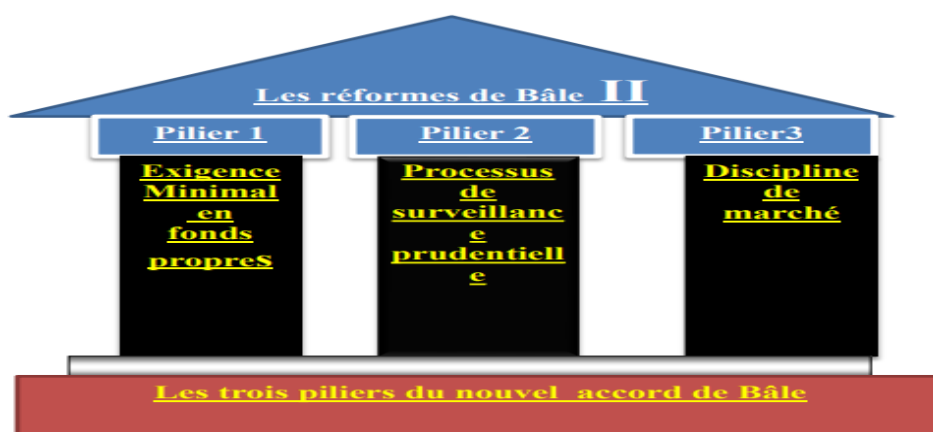 Les réformes de Bâle II
Pilier 1
Pilier 2
Pilier3
Exigence
Minimal
en
fonds
propres
Processus
de
surveillanc
e
prudentiell
e
Discipline
de
marché
Les trois piliers du nouvel accord de Bâle